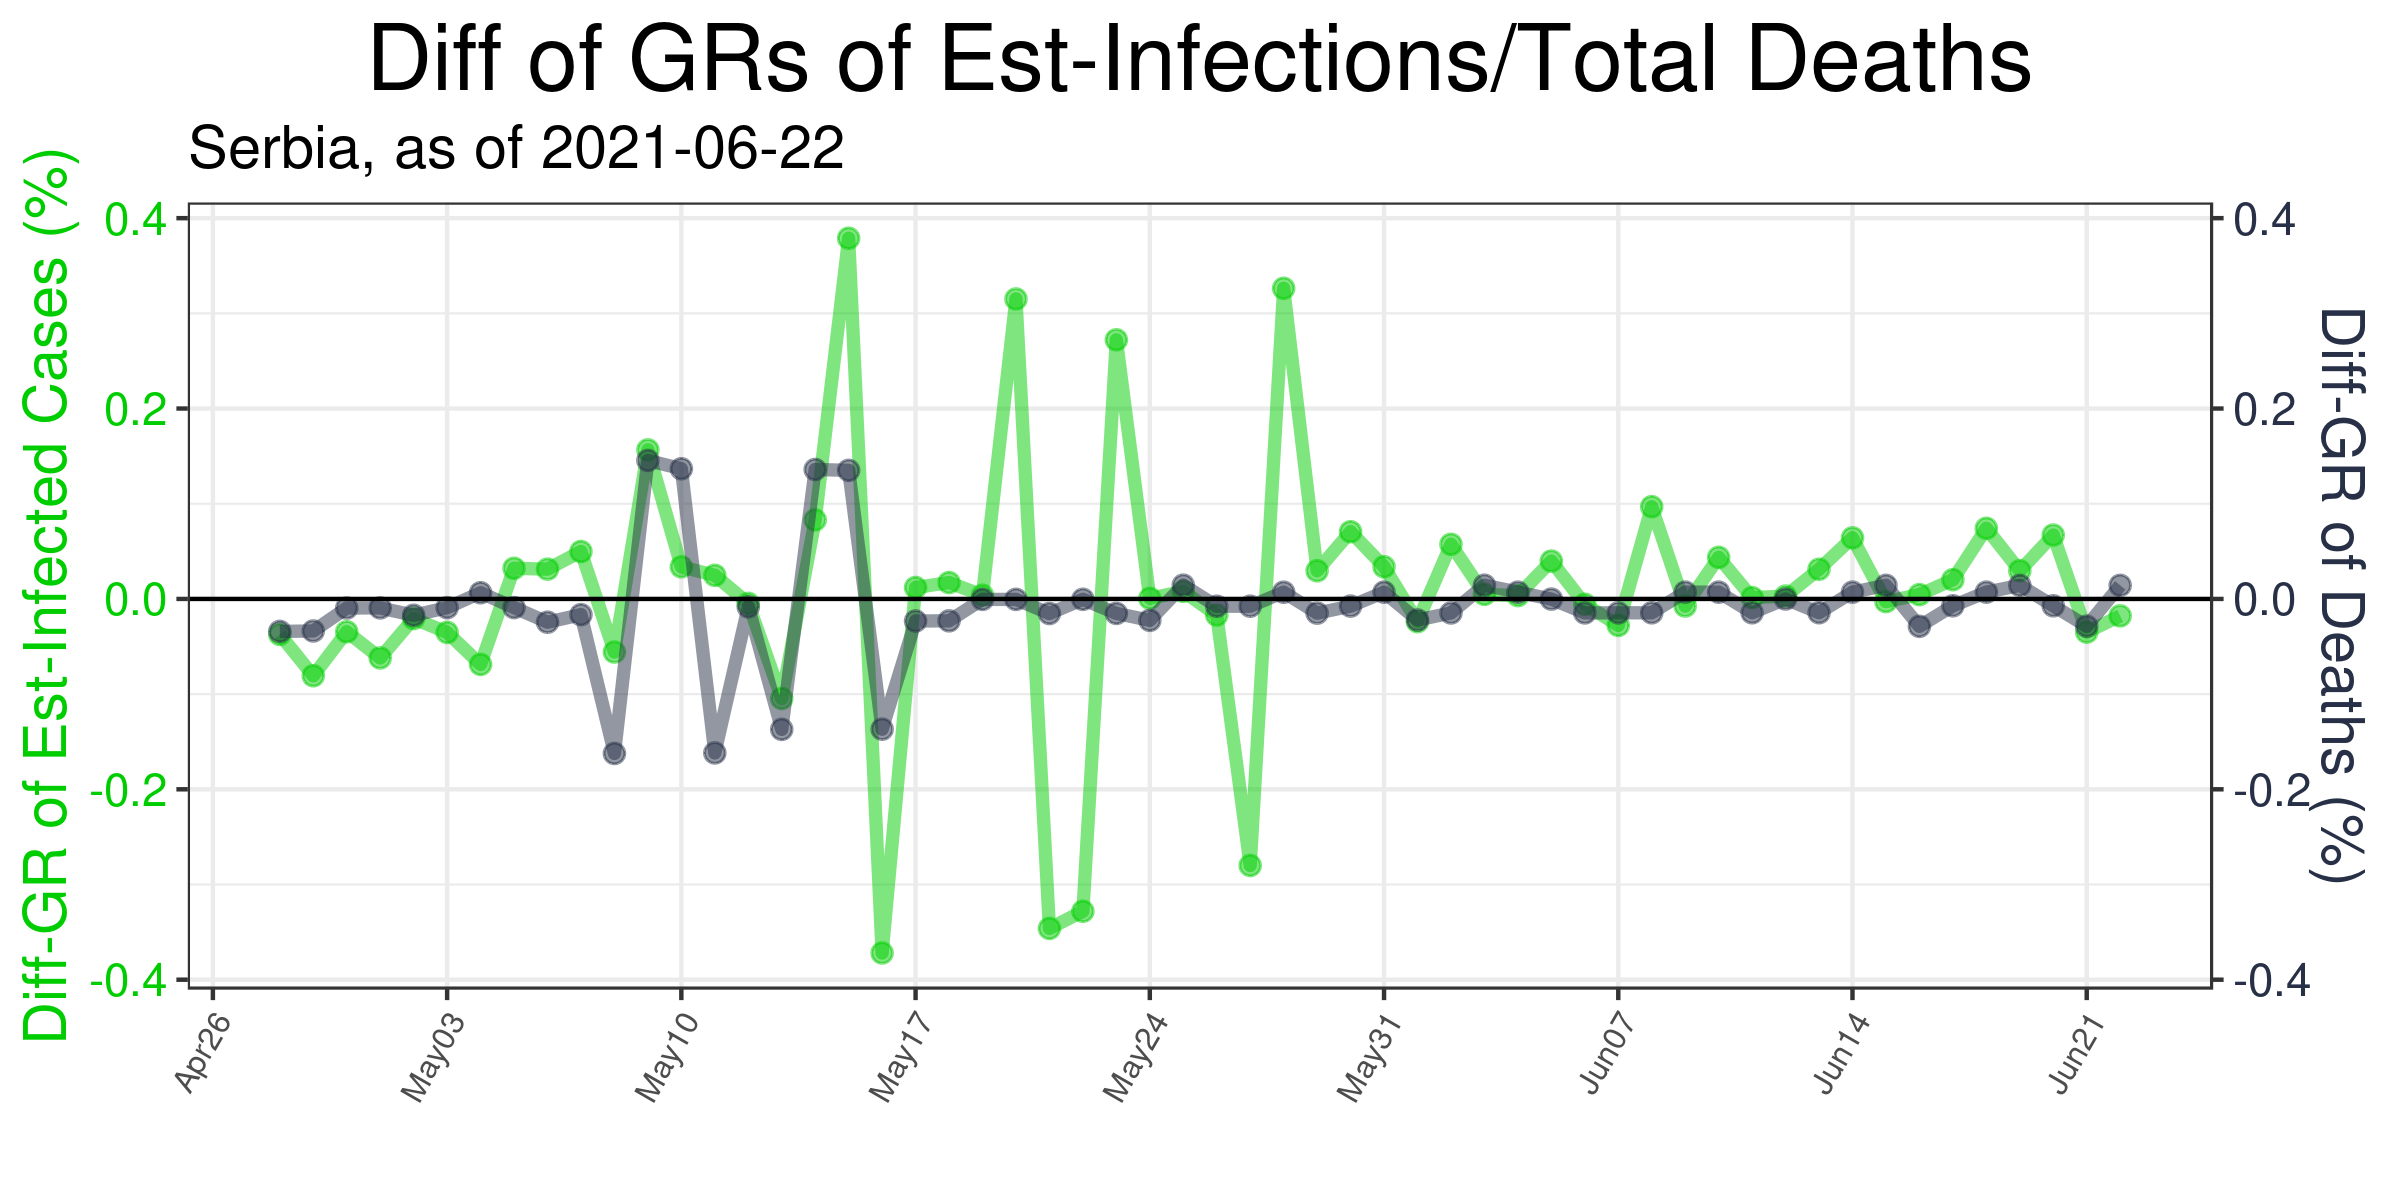 Diff of GRs of Est-Infections/Total Deaths
Serbia, as of 2021-06-22
Diff-GR of Est-Infected Cases (%)
0.4
0.2
0.0
-0.2
-0.4
0.4
0.2
0.0
-0.2
-0.4
Diff-GR of Deaths (%)
Apr26
May03
May10
May17
May24
May31
Jun07
Jun14
Jun21